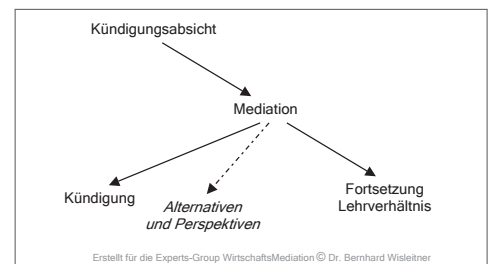 Kündigungsabsicht
Mediation
Kündigung
Alternativen
und Perspektiven
Fortsetzung
Lehrverhältnis
Erstellt für die Experts-Group WirtschaftsMediation © Dr. Bernhard Wisleitner